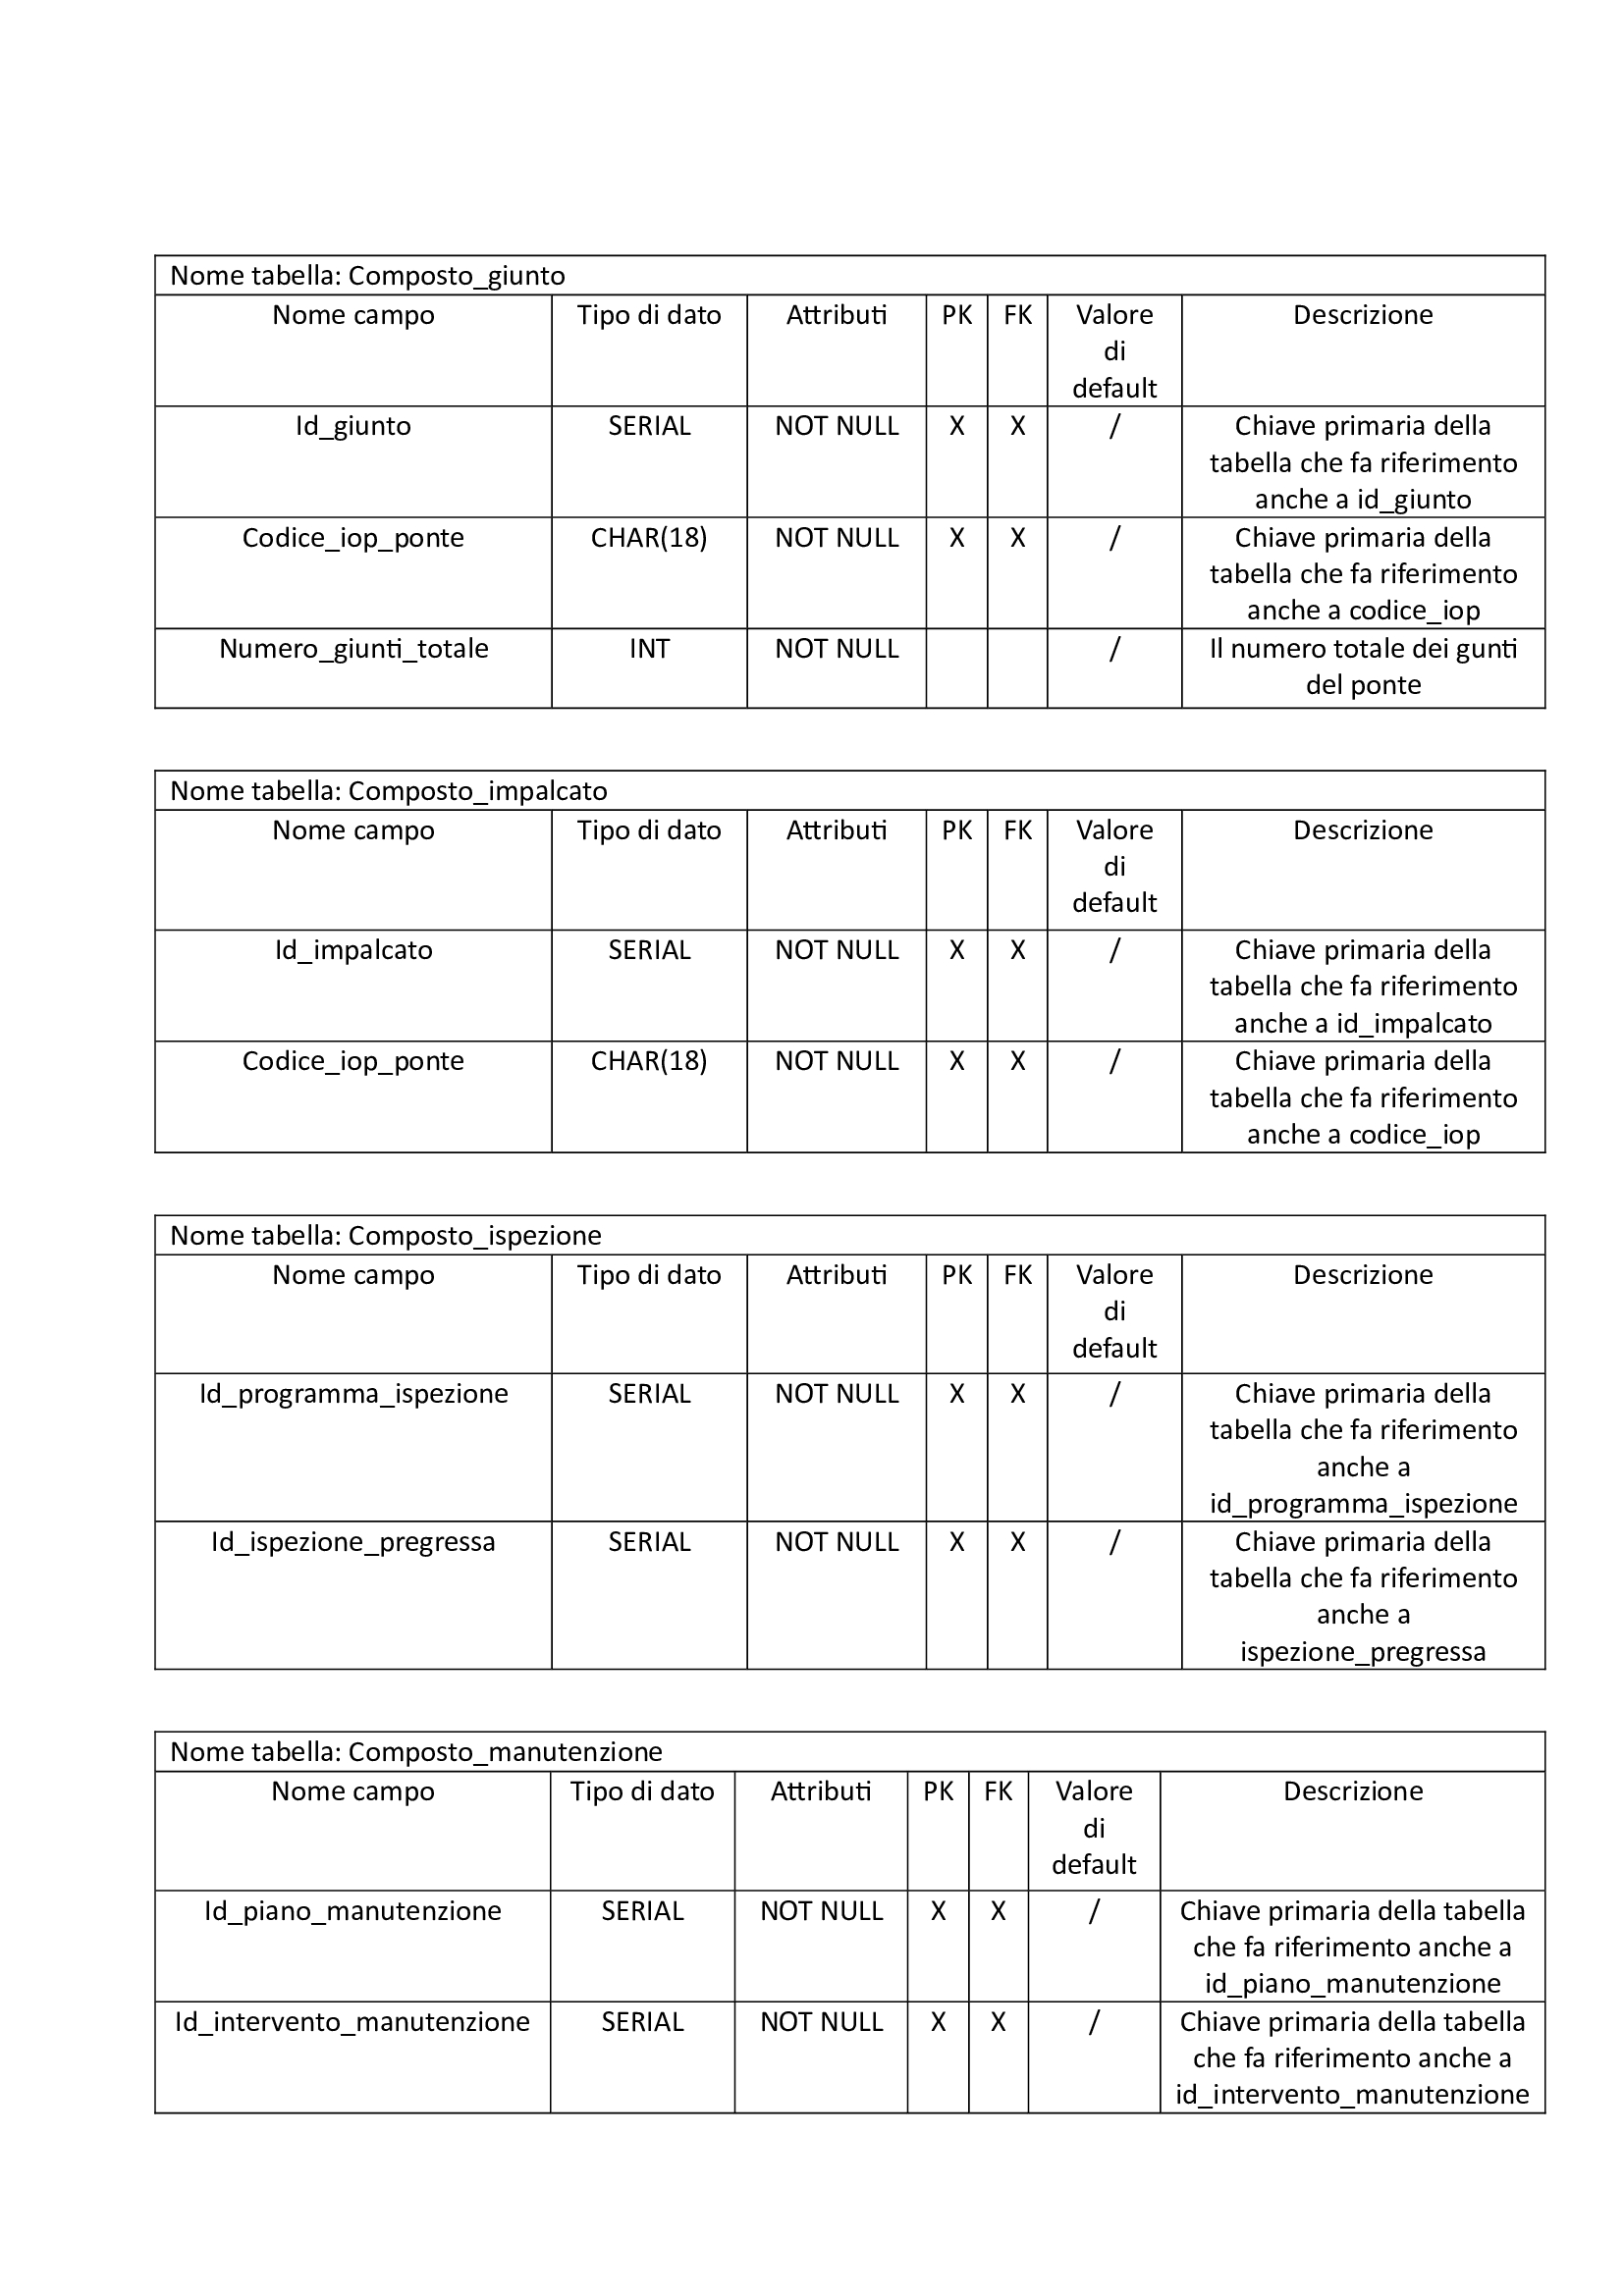 Nome tabella: Composto_giunto
Nome campo Tipo di dato Attributi PK FK Valore
di
default Descrizione
Id_giunto SERIAL NOT NULL X X / Chiave primaria della
tabella che fa riferimento
anche a id_giunto
Codice_iop_ponte CHAR(18) NOT NULL X X / Chiave primaria della
tabella che fa riferimento
anche a codice_iop
Numero_giunti_totale INT NOT NULL / Il numero totale dei gunti
del ponte
Nome tabella: Composto_impalcato
Nome campo Tipo di dato Attributi PK FK Valore
di
default Descrizione
Id_impalcato SERIAL NOT NULL X X / Chiave primaria della
tabella che fa riferimento
anche a id_impalcato
Codice_iop_ponte CHAR(18) NOT NULL X X / Chiave primaria della
tabella che fa riferimento
anche a codice_iop
Nome tabella: Composto_ispezione
Nome campo Tipo di dato Attributi PK FK Valore
di
default Descrizione
Id_programma_ispezione SERIAL NOT NULL X X / Chiave primaria della
tabella che fa riferimento
anche a
id_programma_ispezione
Id_ispezione_pregressa SERIAL NOT NULL X X / Chiave primaria della
tabella che fa riferimento
anche a
ispezione_pregressa
Nome tabella: Composto_manutenzione
Nome campo Tipo di dato Attributi PK FK Valore
di
default Descrizione
Id_piano_manutenzione SERIAL NOT NULL X X / Chiave primaria della tabella
che fa riferimento anche a
id_piano_manutenzione
Id_intervento_manutenzione SERIAL NOT NULL X X / Chiave primaria della tabella
che fa riferimento anche a
id_intervento_manutenzione